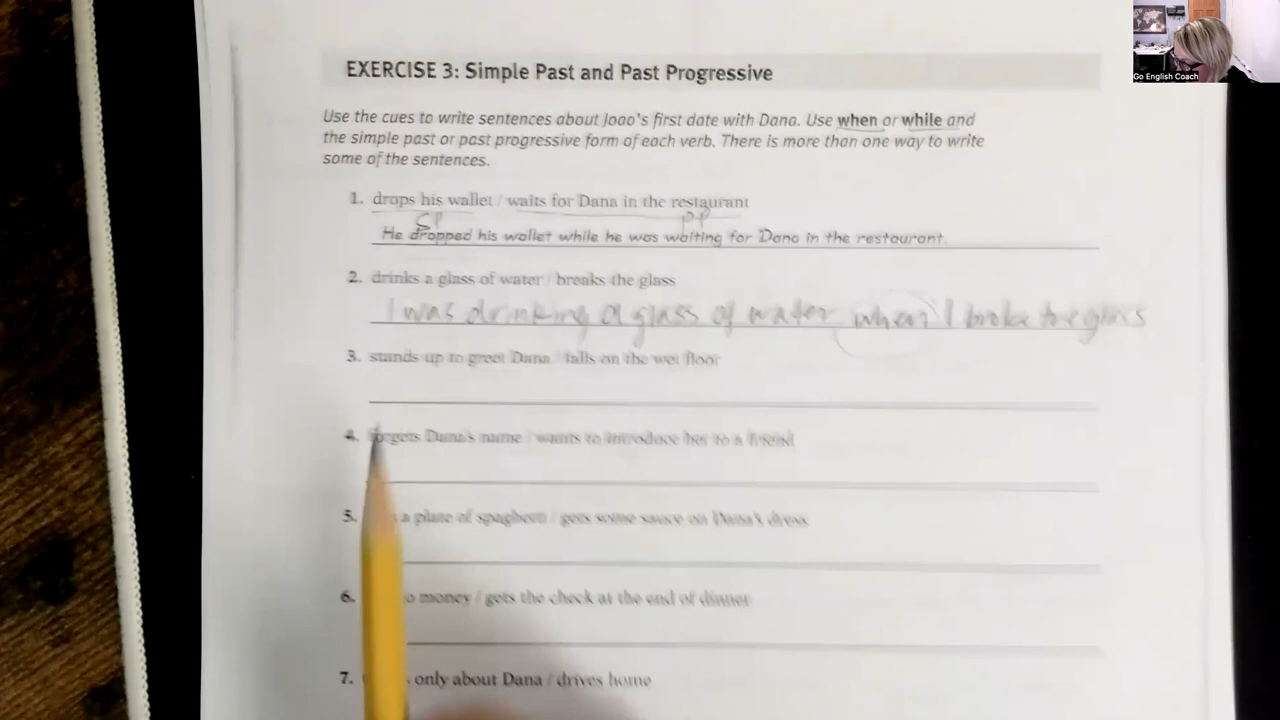 Go English Coach
EXERCISE 3: Simple Past and Past Progressive
Use the cues to write sentences about Joao's first date with Dana. Use when or while and
the simple past or past progressive form of each verb. There is more than one way to write
some of the sentences.
1. drops his wallet / waits for Dana in the restaurant
SP PP
He dropped his wallet while he was waiting for Dana in the restaurant.
2. drinks a glass of water / breaks the glass
I was drinking a glass of water when I broke the glass
3. stands up to greet Dana / falls on the wet floor
4. forgets Dana's name / wants to introduce her to a friend
5. a plate of spaghetti / gets some sauce on Dana's dress
6. money / gets the check at the end of dinner
7. only about Dana / drives home